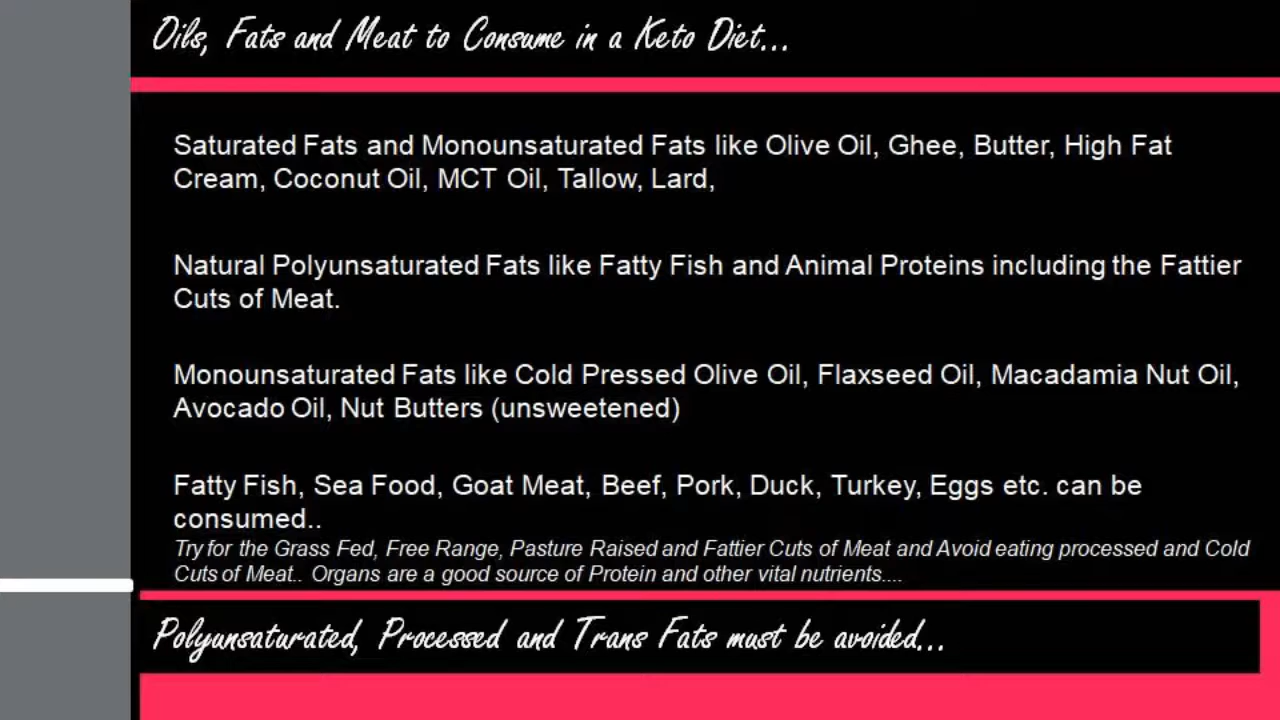 Oils, Fats and Meat to Consume in a Keto Diet...
Saturated Fats and Monounsaturated Fats like Olive Oil, Ghee, Butter, High Fat
Cream, Coconut Oil, MCT Oil, Tallow, Lard,
Natural Polyunsaturated Fats like Fatty Fish and Animal Proteins including the Fattier
Cuts of Meat.
Monounsaturated Fats like Cold Pressed Olive Oil, Flaxseed Oil, Macadamia Nut Oil,
Avocado Oil, Nut Butters (unsweetened)
Fatty Fish, Sea Food, Goat Meat, Beef, Pork, Duck, Turkey, Eggs etc. can be
consumed..
Try for the Grass Fed, Free Range, Pasture Raised and Fattier Cuts of Meat and Avoid eating processed and Cold
Cuts of Meat.. Organs are a good source of Protein and other vital nutrients....
Polyunsaturated, Processed and Trans Fats must be avoided...